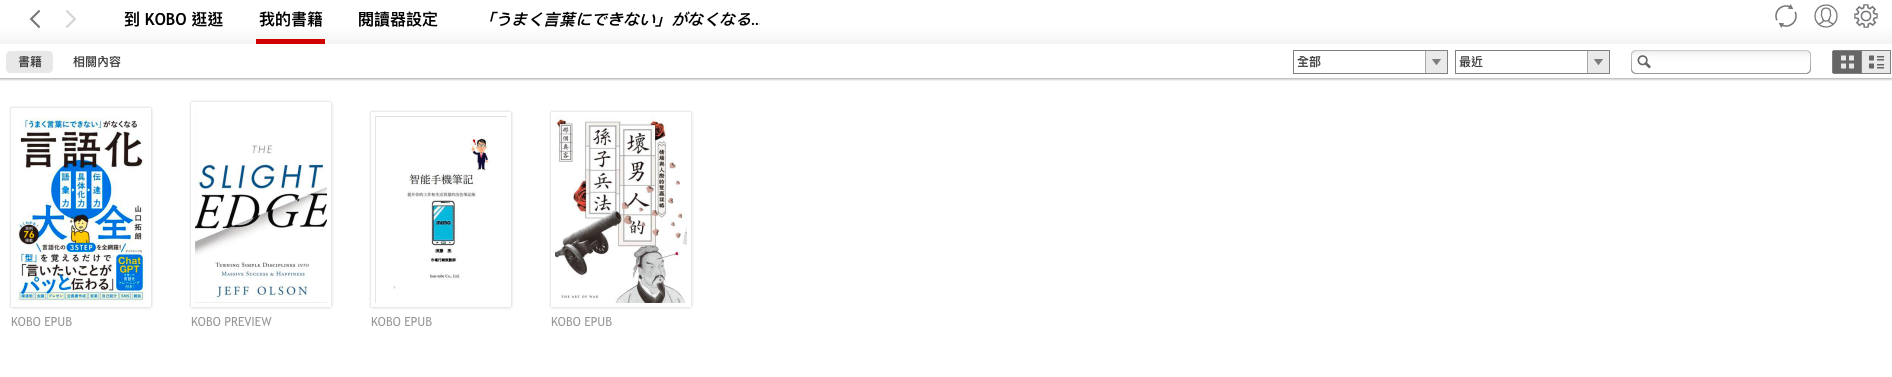 到 KOBO 逛逛
我的書籍
閱讀器設定
「うまく言葉にできない」がなくなる..
書籍
相關內容
全部
最近
「うまく言葉にできない」がなくなる
言語化
語彙力
具体化力
伝達力
大全
山口拓朗
76
言語化の3STEPを全網羅!
「型」を覚えるだけで
「言いたいことが
パッと伝わる」
Chat
GPT
KOBO EPUB
THE
SLIGHT
EDGE
TURNING SIMPLE DISCIPLINES INTO
MASSIVE SUCCESS & HAPPINESS
JEFF OLSON
KOBO PREVIEW
智能手機筆記
MEMO
KOBO EPUB
壞男人的
孫子兵法
THE ART OF WAR
KOBO EPUB